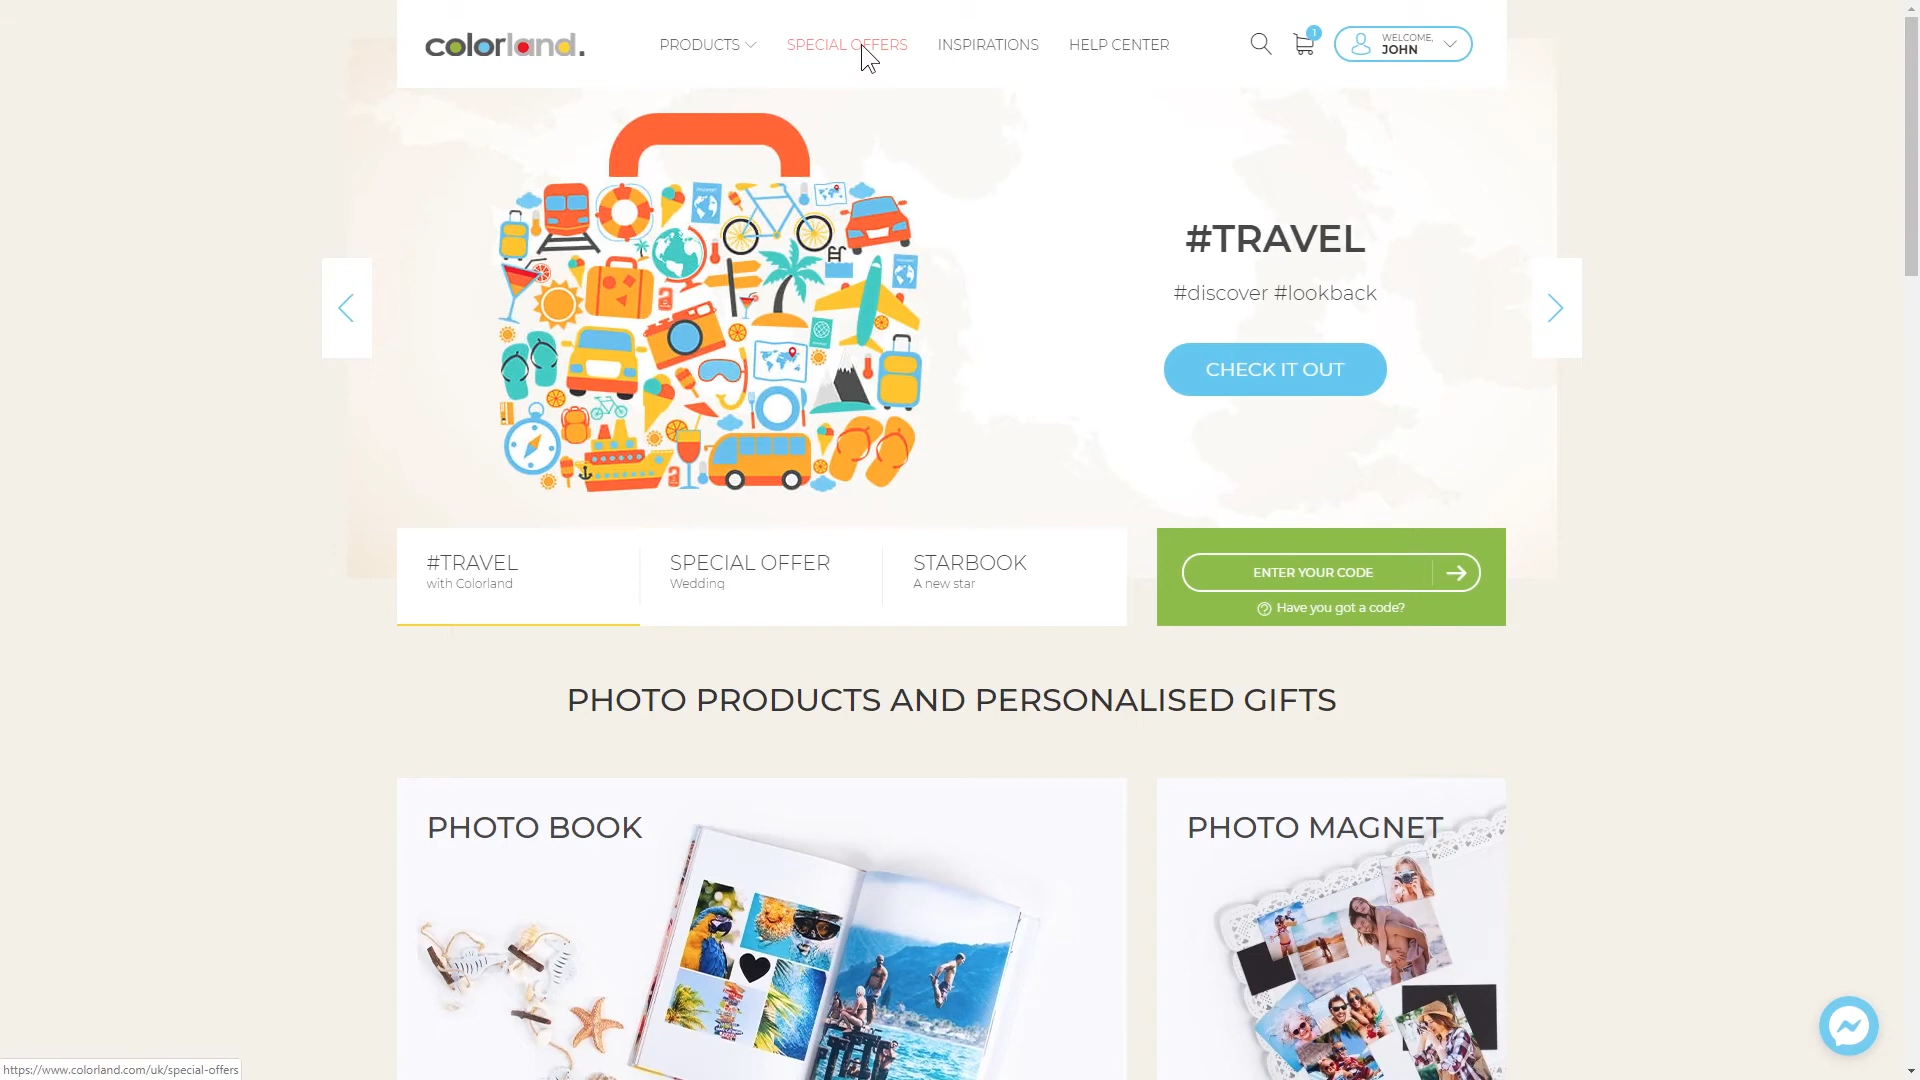 colorland.
PRODUCTS
SPECIAL OFFERS
INSPIRATIONS
HELP CENTER
1
WELCOME,
JOHN
#TRAVEL
#discover #lookback
CHECK IT OUT
#TRAVEL
with Colorland
SPECIAL OFFER
Wedding
STARBOOK
A new star
ENTER YOUR CODE
Have you got a code?
PHOTO PRODUCTS AND PERSONALISED GIFTS
PHOTO BOOK
PHOTO MAGNET
https://www.colorland.com/uk/special-offers